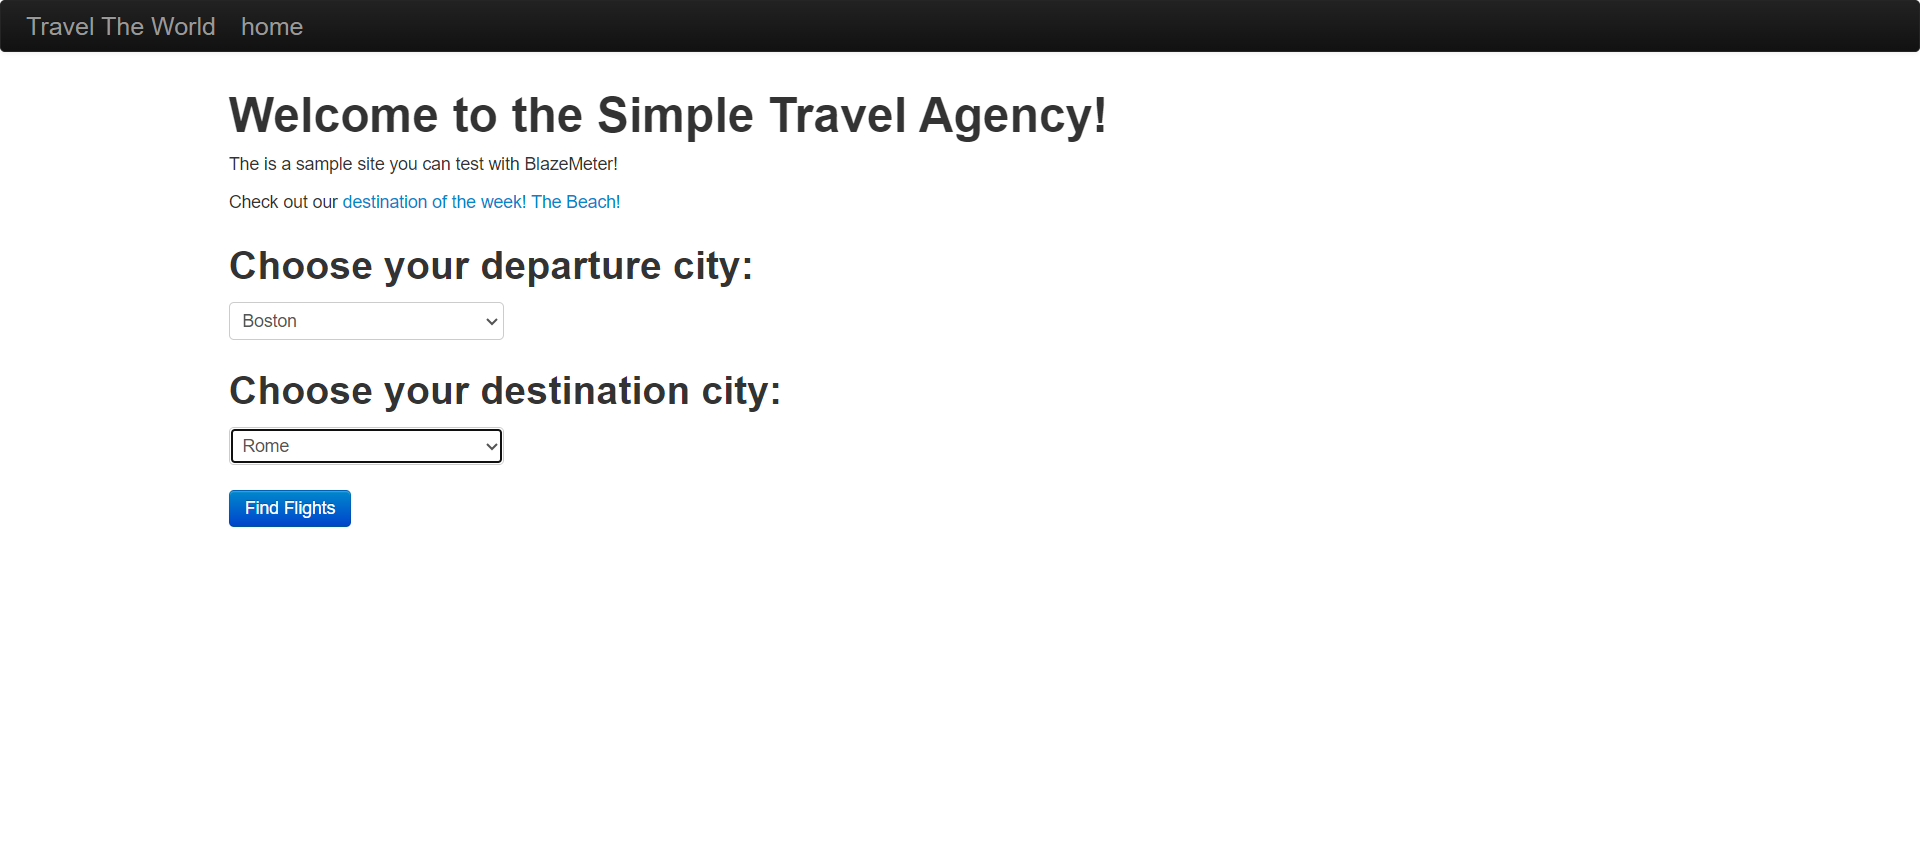 Travel The World home
Welcome to the Simple Travel Agency!
The is a sample site you can test with BlazeMeter!
Check out our destination of the week! The Beach!
Choose your departure city:
Boston
Choose your destination city:
Rome
Find Flights